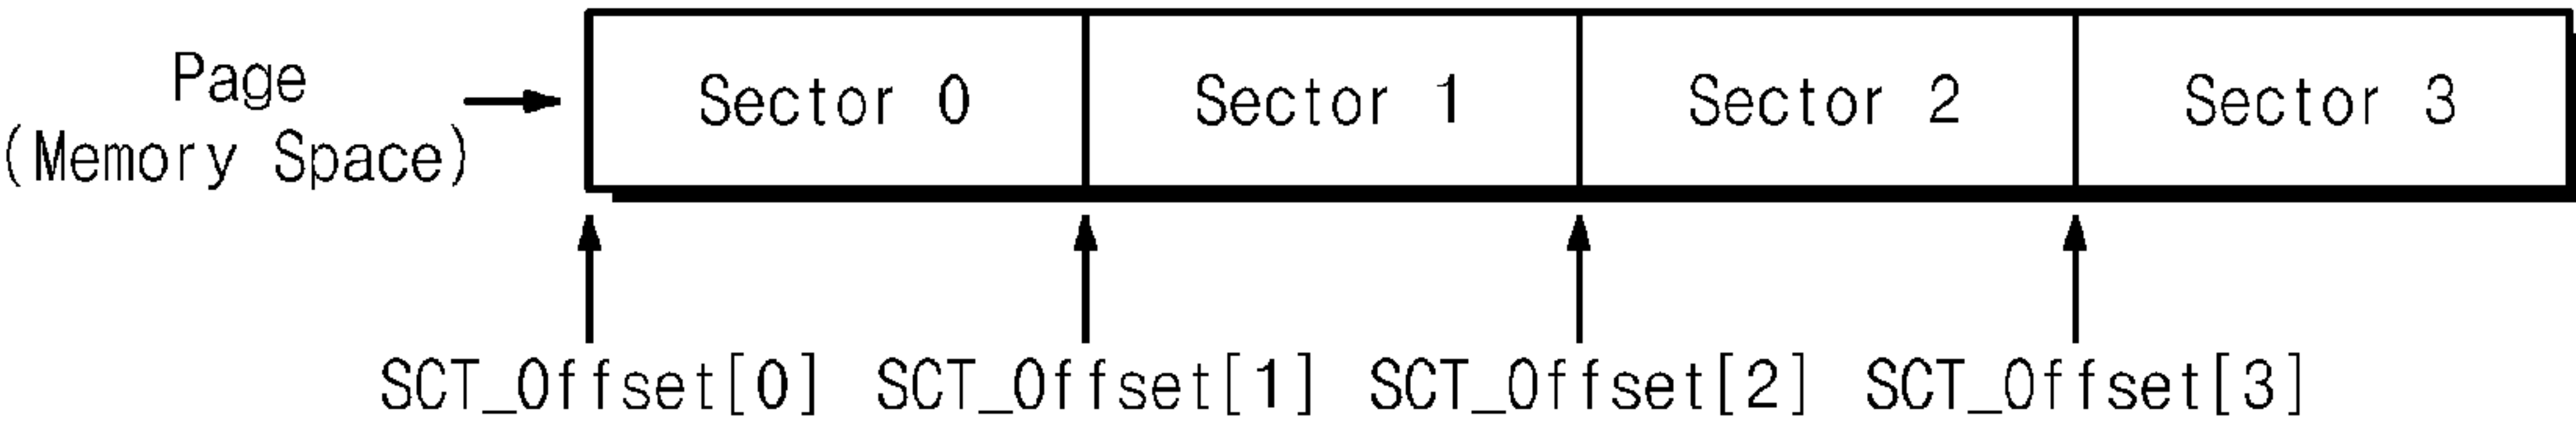 Page
(Memory Space)
Sector 0
Sector 1
Sector 2
Sector 3
SCT_Offset[0]
SCT_Offset[1]
SCT_Offset[2]
SCT_Offset[3]